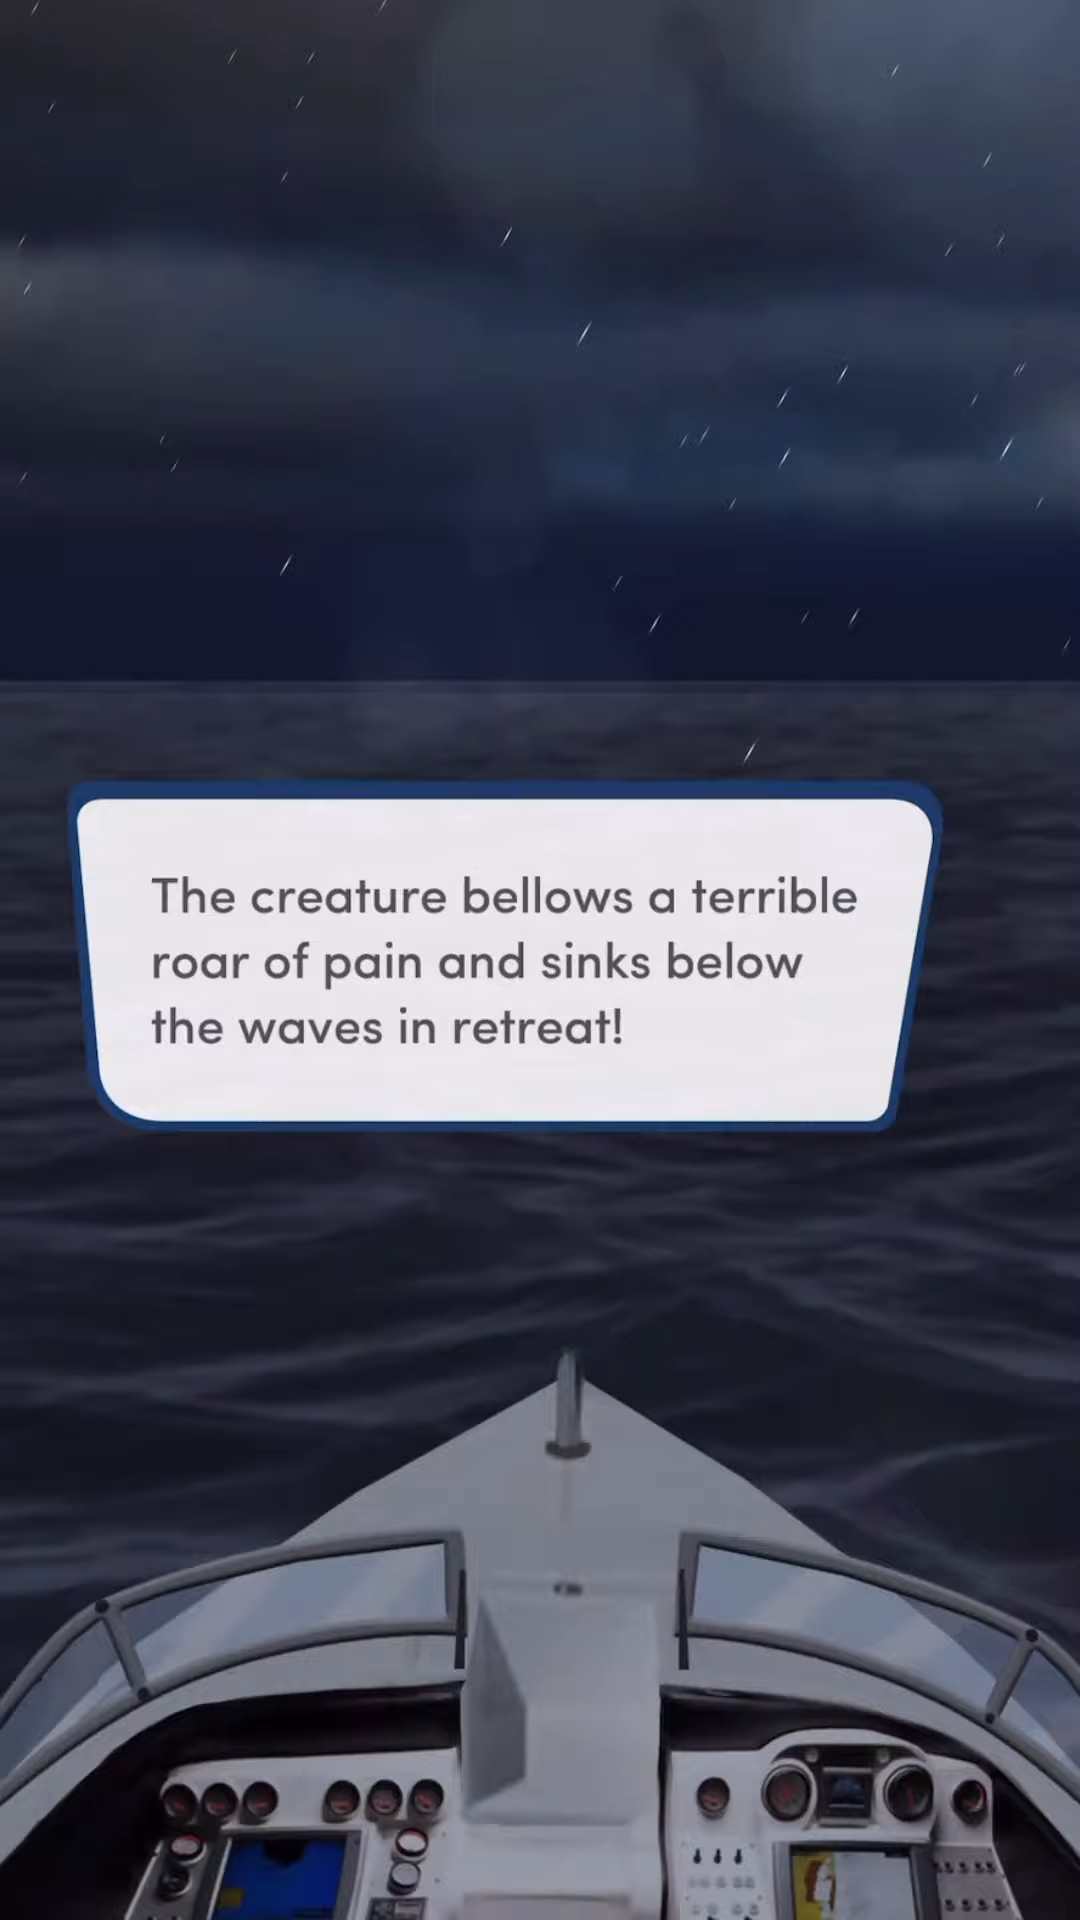 The creature bellows a terrible
roar of pain and sinks below
the waves in retreat!